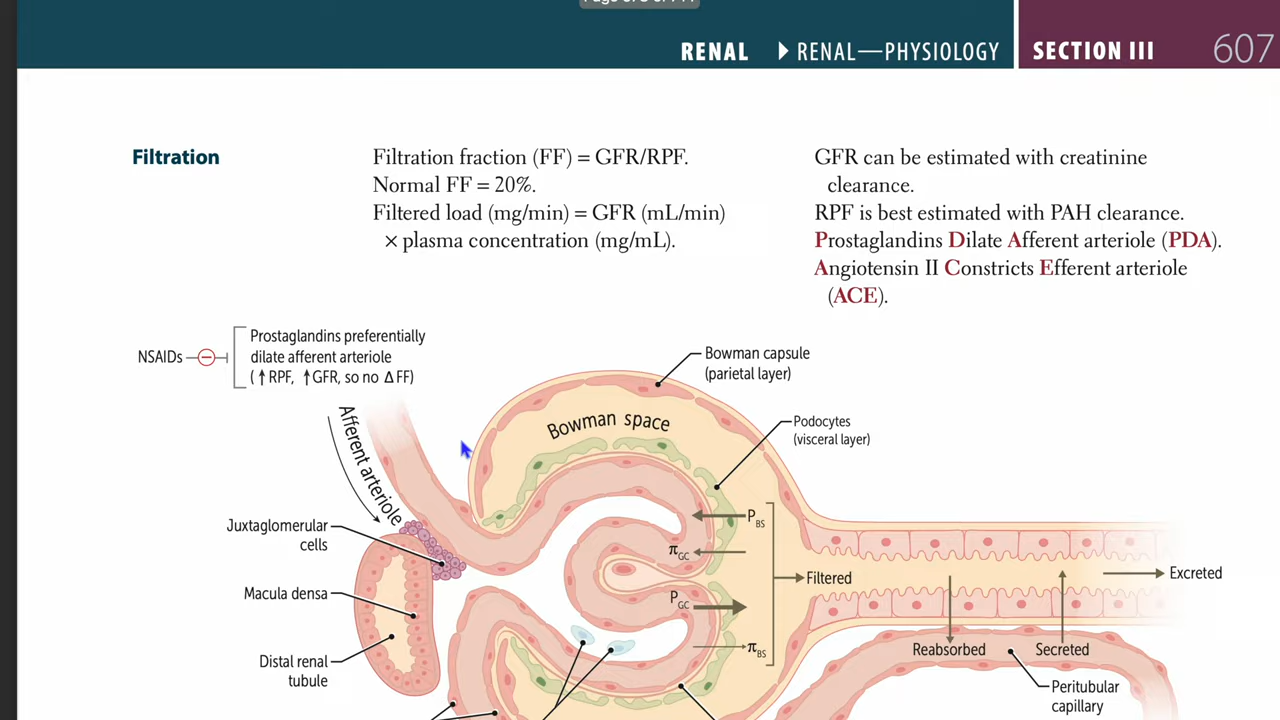 RENAL ▶ RENAL—PHYSIOLOGY SECTION III 607
Filtration
Filtration fraction (FF) = GFR/RPF.
Normal FF = 20%.
Filtered load (mg/min) = GFR (mL/min)
× plasma concentration (mg/mL).
GFR can be estimated with creatinine
clearance.
RPF is best estimated with PAH clearance.
Prostaglandins Dilate Afferent arteriole (PDA).
Angiotensin II Constricts Efferent arteriole
(ACE).
NSAIDs
Prostaglandins preferentially
dilate afferent arteriole
(↑RPF, ↑GFR, so no ΔFF)
Afferent arteriole
Bowman capsule
(parietal layer)
Bowman space
Podocytes
(visceral layer)
Juxtaglomerular
cells
Macula densa
Distal renal
tubule
P_BS
π_GC
P_GC
π_BS
Filtered
Excreted
Reabsorbed
Secreted
Peritubular
capillary